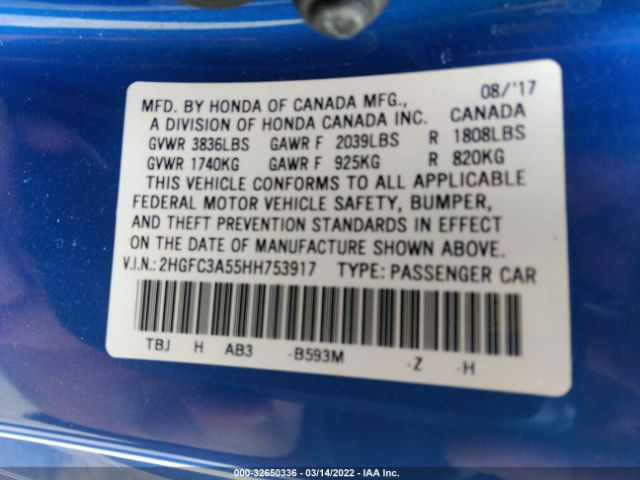 08/'17
MFD. BY HONDA OF CANADA MFG.,
A DIVISION OF HONDA CANADA INC. CANADA
GVWR 3836LBS GAWR F 2039LBS R 1808LBS
GVWR 1740KG GAWR F 925KG R 820KG
THIS VEHICLE CONFORMS TO ALL APPLICABLE
FEDERAL MOTOR VEHICLE SAFETY, BUMPER,
AND THEFT PREVENTION STANDARDS IN EFFECT
ON THE DATE OF MANUFACTURE SHOWN ABOVE.
V.I.N.: 2HGFC3A55HH753917 TYPE: PASSENGER CAR
TBJ H AB3 -B593M -Z -H
000-32650336 - 03/14/2022 - IAA Inc.